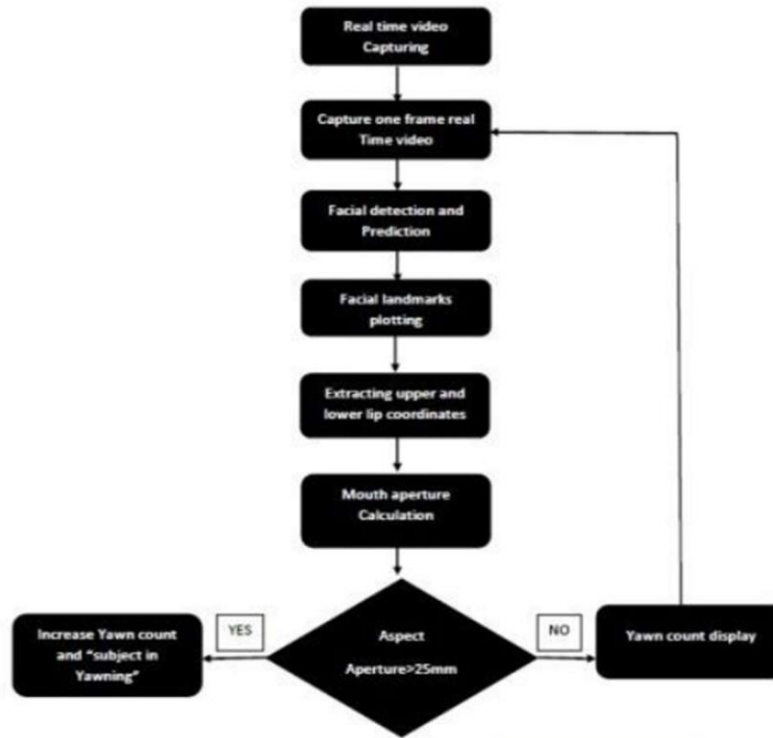 Real time video
Capturing
Capture one frame real
Time video
Facial detection and
Prediction
Facial landmarks
plotting
Extracting upper and
lower lip coordinates
Mouth aperture
Calculation
Aspect
Aperture>25mm
YES
Increase Yawn count
and "subject in
Yawning"
NO
Yawn count display